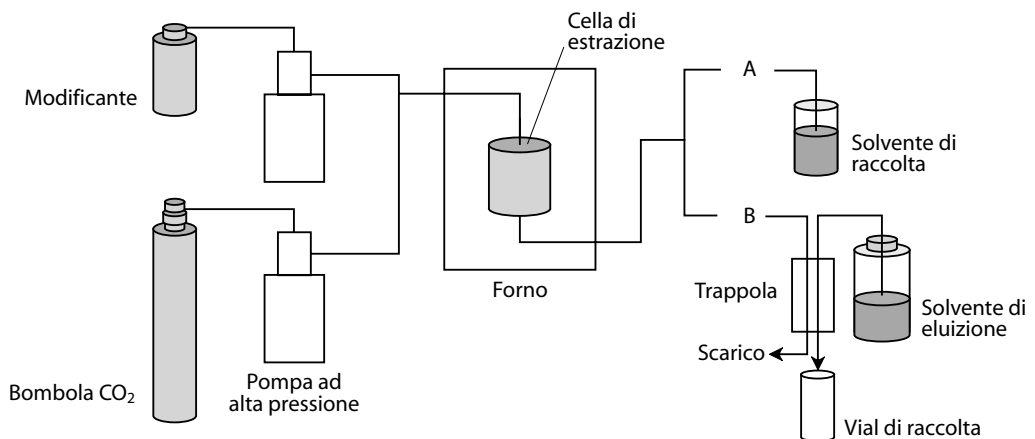 Cella di
estrazione
Modificante
A
Solvente di
raccolta
B
Forno
Trappola
Solvente di
eluizione
Scarico
Bombola CO₂
Pompa ad
alta pressione
Vial di raccolta